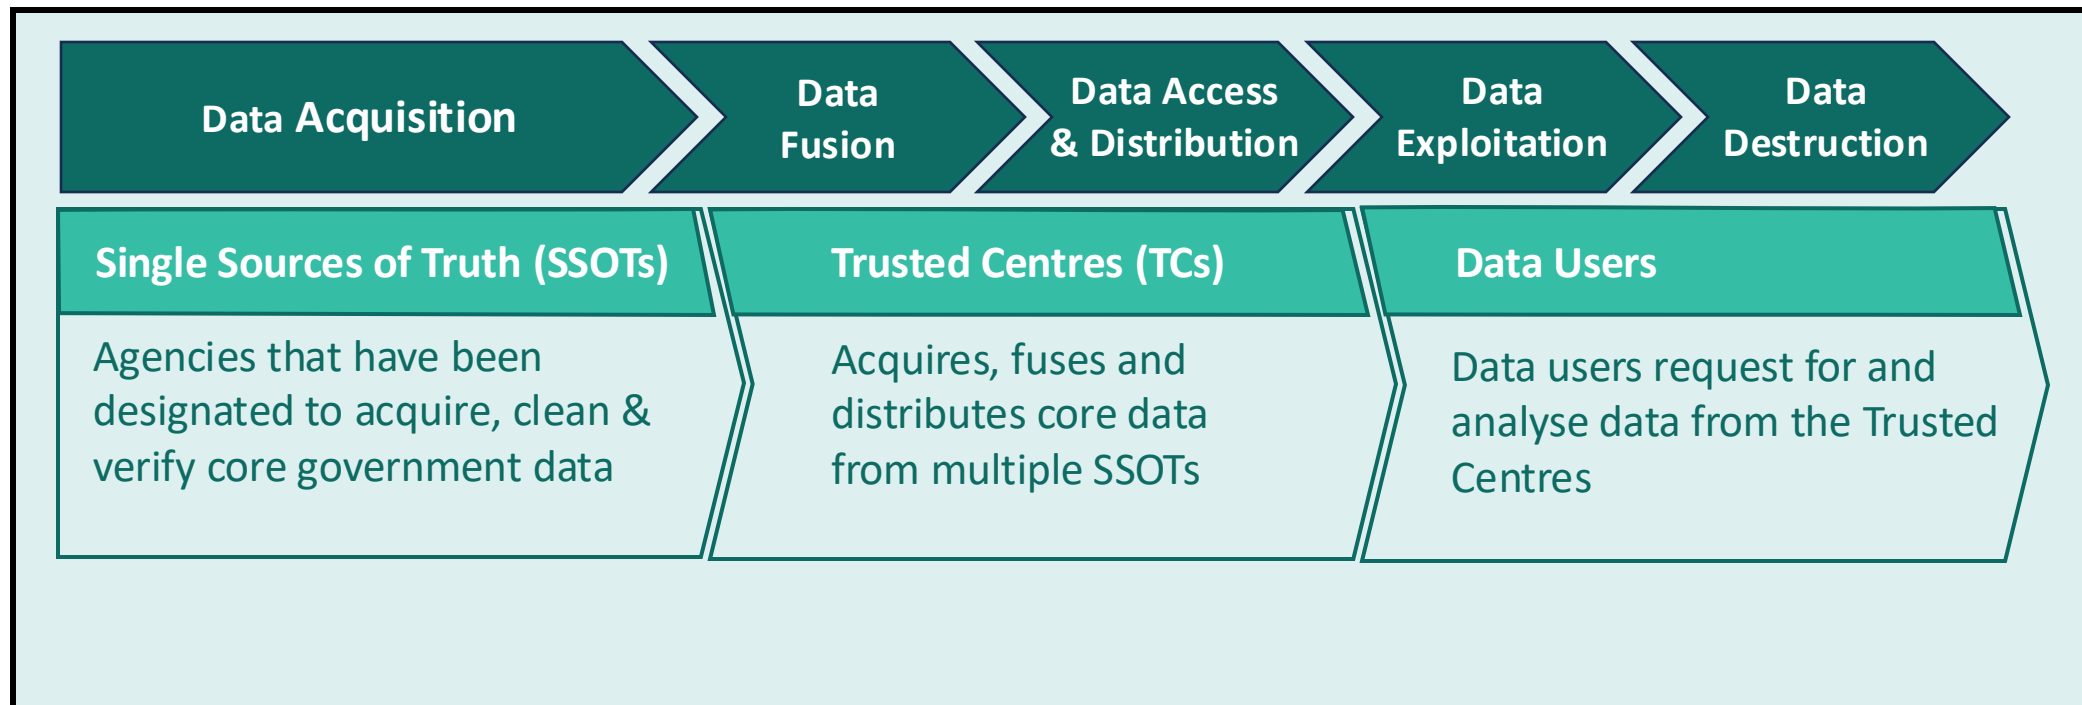 Data Acquisition
Data
Fusion
Data Access
& Distribution
Data
Exploitation
Data
Destruction
Single Sources of Truth (SSOTs)
Agencies that have been
designated to acquire, clean &
verify core government data
Trusted Centres (TCs)
Acquires, fuses and
distributes core data
from multiple SSOTs
Data Users
Data users request for and
analyse data from the Trusted
Centres